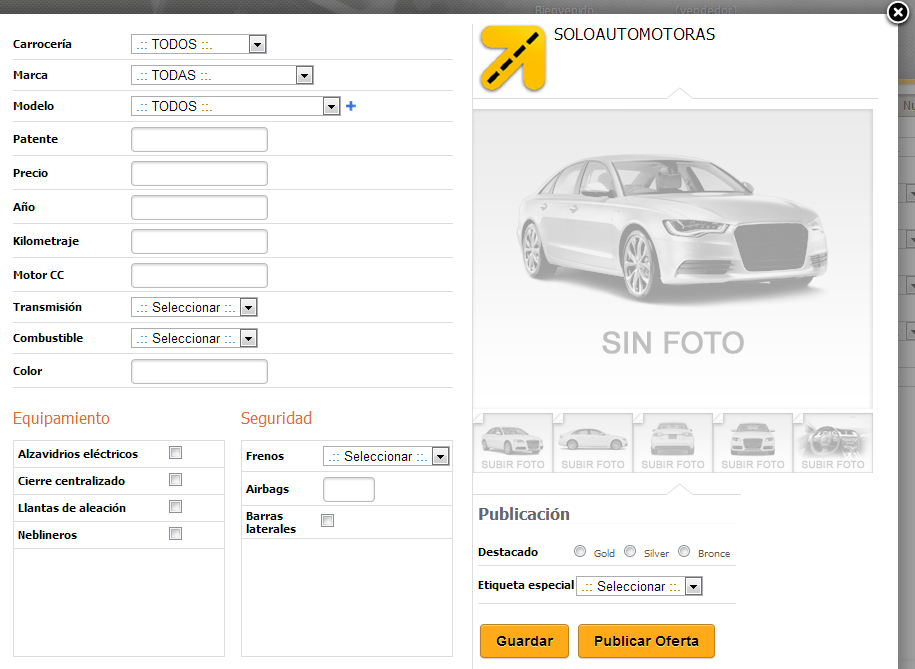 Bienvenido (vendedor)
Carrocería .:: TODOS ::.
Marca .:: TODAS ::.
Modelo .:: TODOS ::. +
Patente
Precio
Año
Kilometraje
Motor CC
Transmisión .:: Seleccionar ::.
Combustible .:: Seleccionar ::.
Color
Equipamiento
Alzavidrios eléctricos
Cierre centralizado
Llantas de aleación
Neblineros
Seguridad
Frenos .:: Seleccionar ::.
Airbags
Barras
laterales
SOLOAUTOMOTORAS
SIN FOTO
SUBIR FOTO SUBIR FOTO SUBIR FOTO SUBIR FOTO SUBIR FOTO
Publicación
Destacado Gold Silver Bronce
Etiqueta especial .:: Seleccionar ::.
Guardar Publicar Oferta